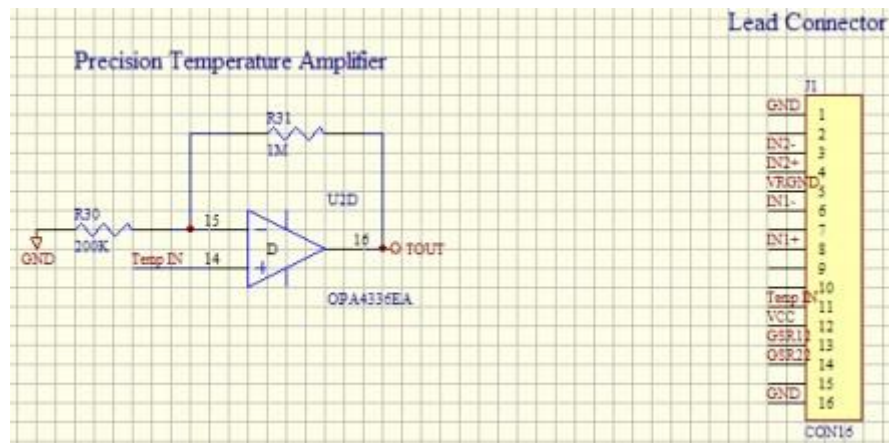 Lead Connector
Precision Temperature Amplifier
J1
R31
1M
U2D
R30
200K
GND
15
Temp IN
14
D
16
TOUT
OPA4336EA
GND
1
2
IN2-
3
IN2+
4
VRGND
5
IN1-
6
7
IN1+
8
9
10
Temp IN
11
VCC
12
GSR12
13
GSR22
14
15
GND
16
CON16